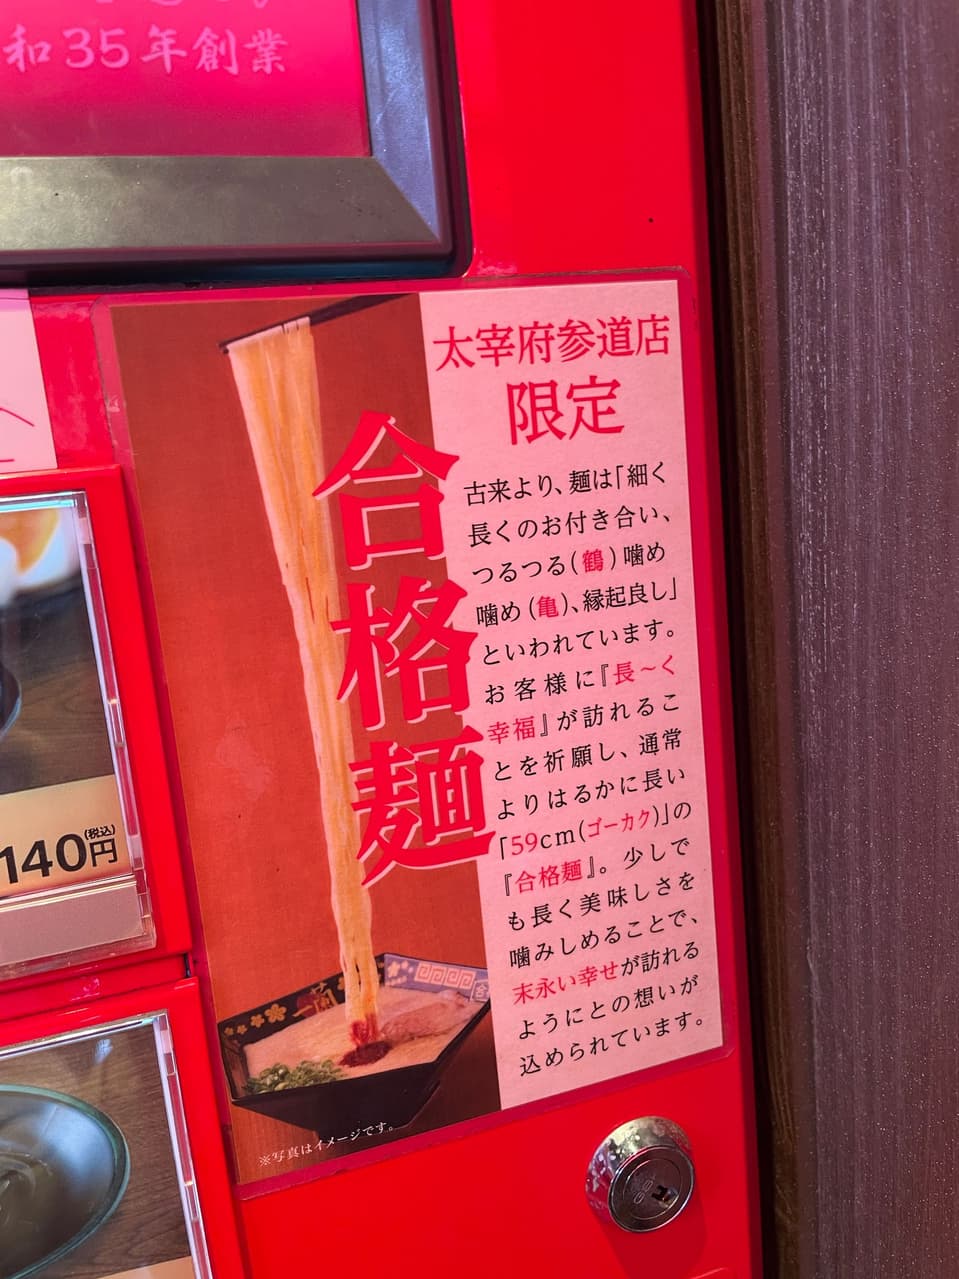 和35年創業
太宰府参道店
限定
合格麺
古来より、麺は「細く
長くのお付き合い、
つるつる(鶴)噛め
噛め(亀)、縁起良し」
といわれています。
お客様に『長～く
幸福』が訪れるこ
とを祈願し、通常
よりはるかに長い
「59cm(ゴーカク)」の
『合格麺』。少しで
も長く美味しさを
噛みしめることで、
末永い幸せが訪れる
ようにとの想いが
込められています。
140円
(税込)
一蘭
合
※写真はイメージです。